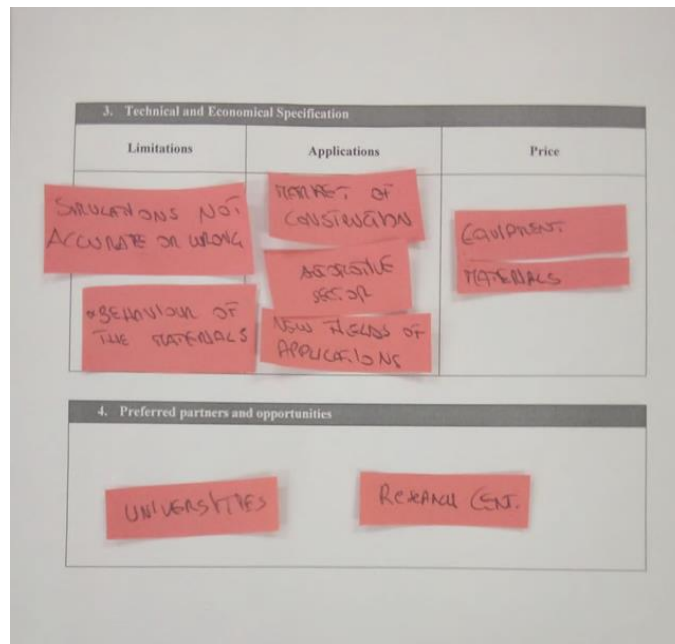 3. Technical and Economical Specification
Limitations
Applications
Price
SIMULATIONS NOT
ACCURATE OR WRONG
*BEHAVIOUR OF
THE MATERIALS
MARKET OF
CONSTRUCTION
SECTOR
NEW FIELDS OF
APPLICATIONS
EQUIPMENT
MATERIALS
4. Preferred partners and opportunities
UNIVERSITIES
RESEARCH CENT.